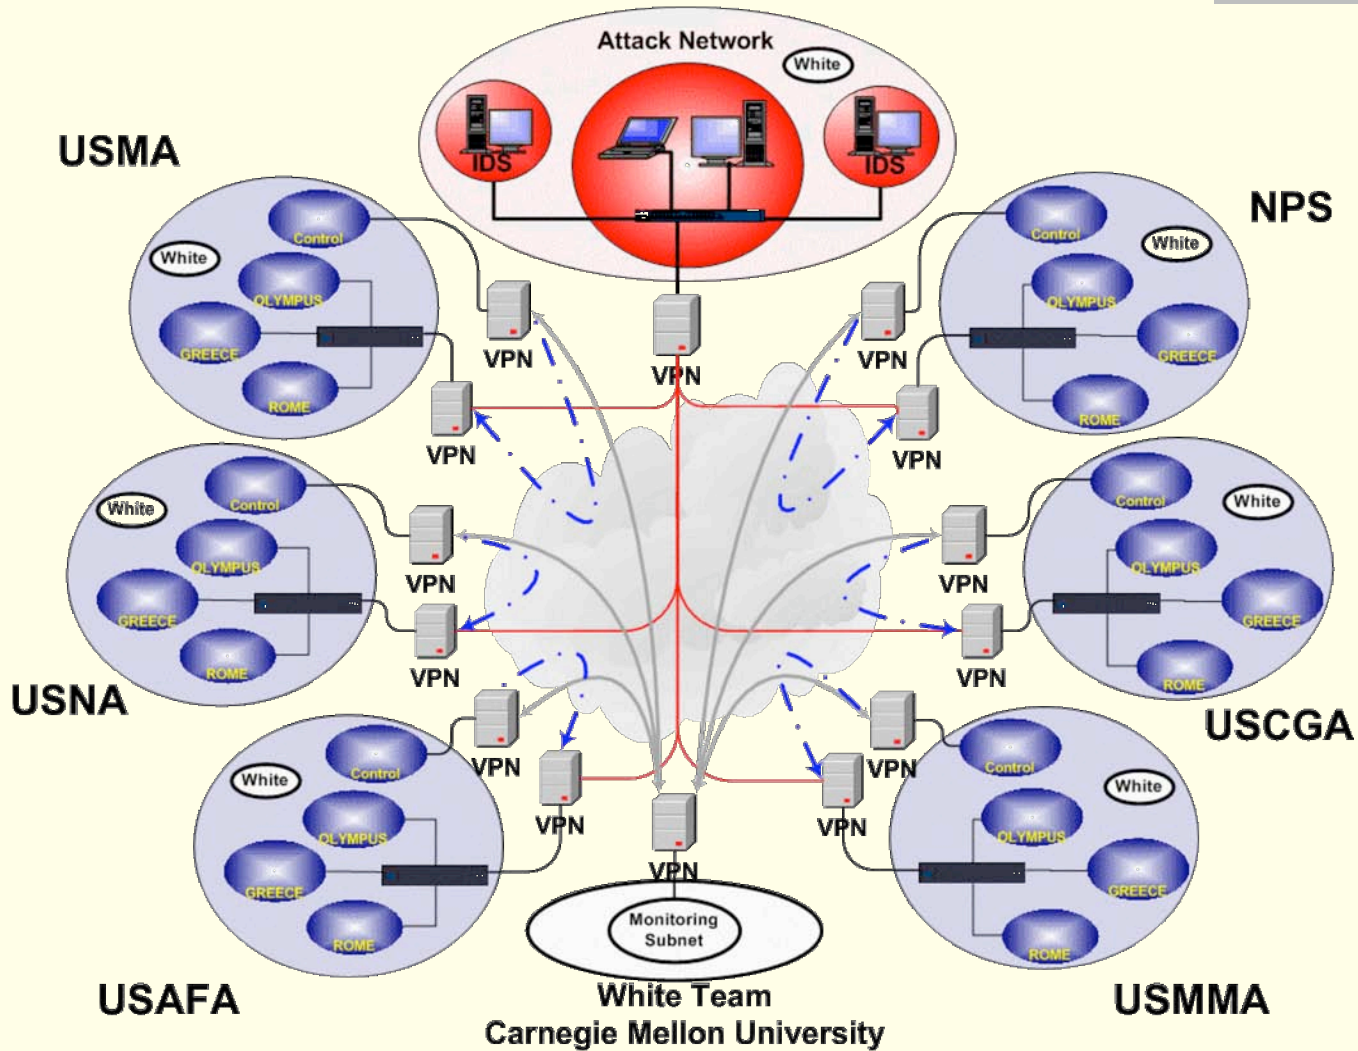 Attack Network
White
IDS
IDS
USMA
Control
White
OLYMPUS
GREECE
ROME
VPN
VPN
VPN
NPS
Control
White
OLYMPUS
GREECE
ROME
VPN
VPN
USNA
Control
White
OLYMPUS
GREECE
ROME
VPN
VPN
USCGA
Control
White
OLYMPUS
GREECE
ROME
VPN
VPN
USAFA
Control
White
OLYMPUS
GREECE
ROME
VPN
VPN
USMMA
Control
White
OLYMPUS
GREECE
ROME
VPN
VPN
VPN
Monitoring
Subnet
White Team
Carnegie Mellon University